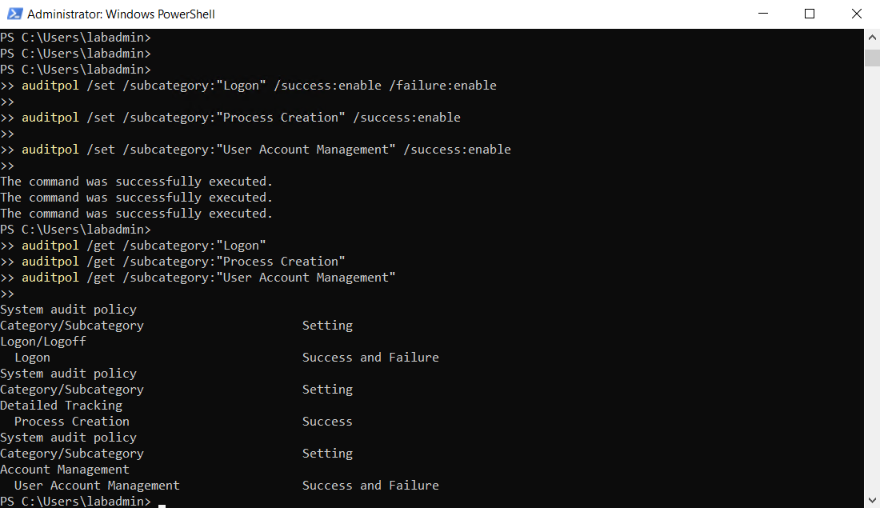 Administrator: Windows PowerShell
PS C:\Users\labadmin>
PS C:\Users\labadmin>
PS C:\Users\labadmin>
>> auditpol /set /subcategory:"Logon" /success:enable /failure:enable
>>
>> auditpol /set /subcategory:"Process Creation" /success:enable
>>
>> auditpol /set /subcategory:"User Account Management" /success:enable
>>
The command was successfully executed.
The command was successfully executed.
The command was successfully executed.
PS C:\Users\labadmin>
>> auditpol /get /subcategory:"Logon"
>> auditpol /get /subcategory:"Process Creation"
>> auditpol /get /subcategory:"User Account Management"
>>
System audit policy
Category/Subcategory                      Setting
Logon/Logoff
  Logon                                   Success and Failure
System audit policy
Category/Subcategory                      Setting
Detailed Tracking
  Process Creation                        Success
System audit policy
Category/Subcategory                      Setting
Account Management
  User Account Management                 Success and Failure
PS C:\Users\labadmin>